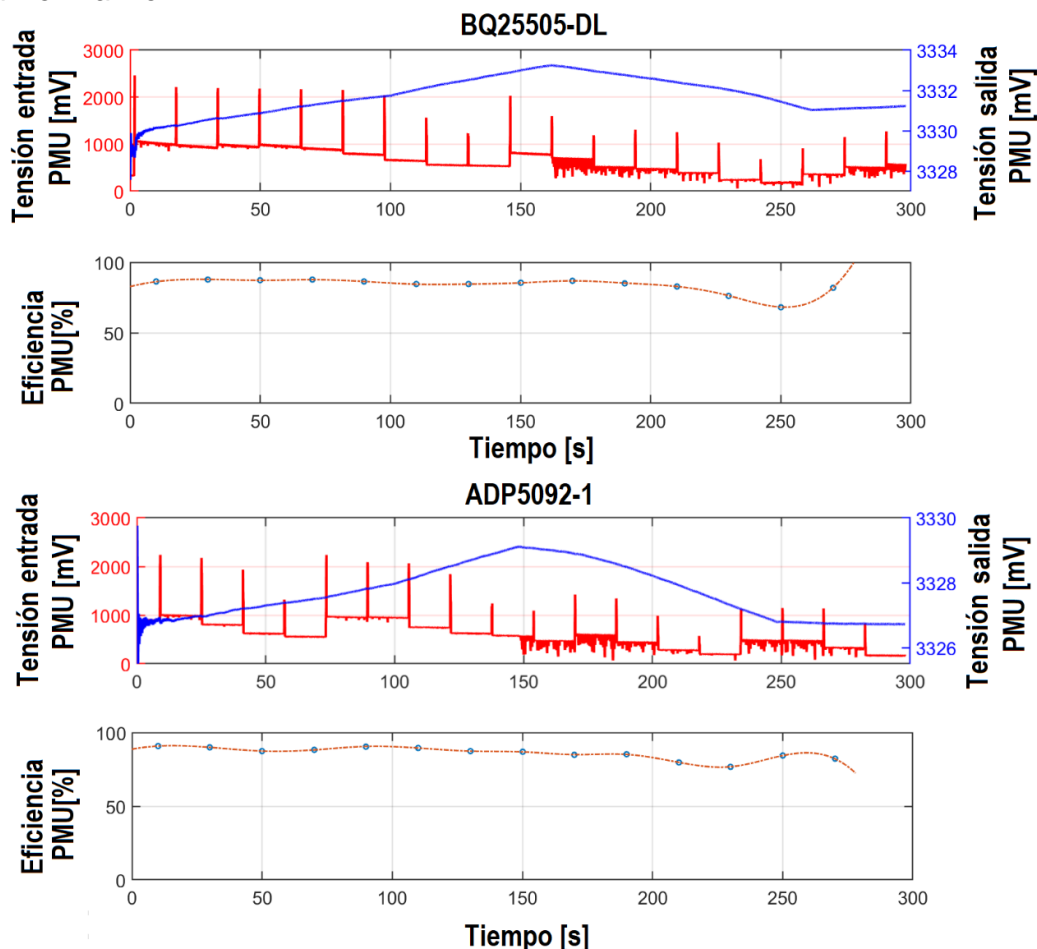 BQ25505-DL
Tensión entrada
PMU [mV]
3000
2000
1000
0
3334
3332
3330
3328
Tensión salida
PMU [mV]
0 50 100 150 200 250 300
Eficiencia
PMU[%]
100
50
0
0 50 100 150 200 250 300
Tiempo [s]
ADP5092-1
Tensión entrada
PMU [mV]
3000
2000
1000
0
3330
3328
3326
Tensión salida
PMU [mV]
0 50 100 150 200 250 300
Eficiencia
PMU[%]
100
50
0
0 50 100 150 200 250 300
Tiempo [s]